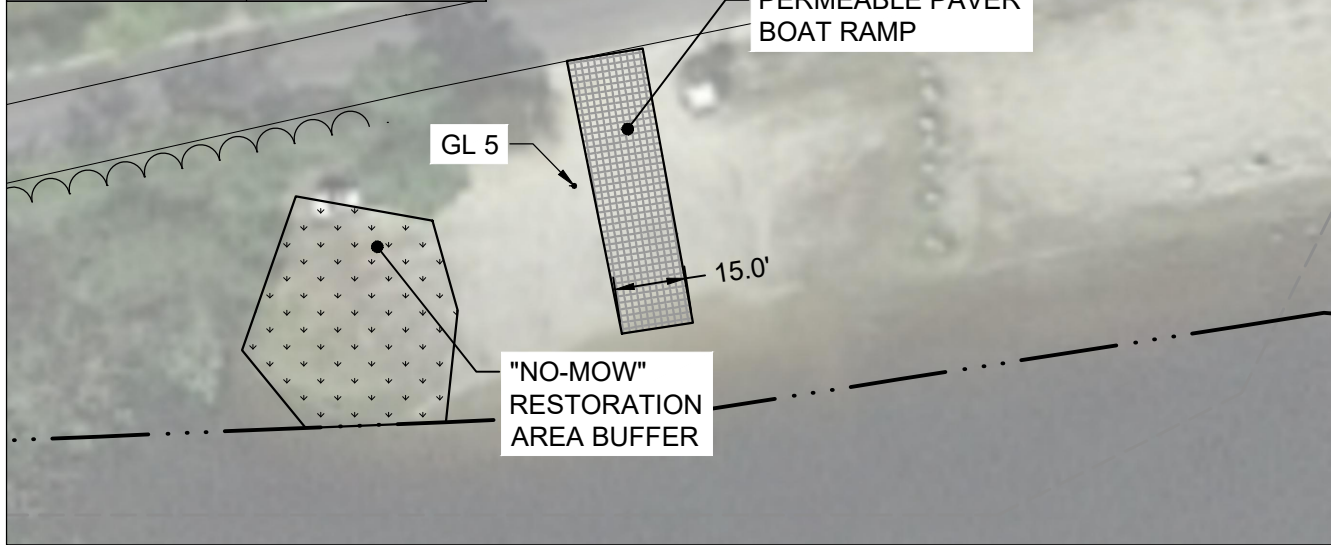 PERMEABLE PAVER
BOAT RAMP
GL 5
15.0'
"NO-MOW"
RESTORATION
AREA BUFFER